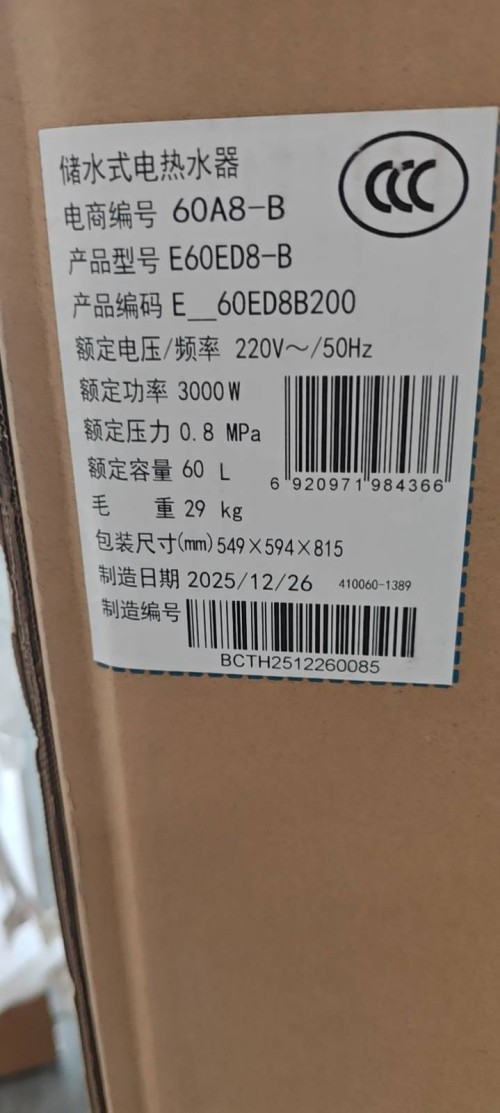 储水式电热水器
CCC
电商编号 60A8-B
产品型号 E60ED8-B
产品编码 E__60ED8B200
额定电压/频率 220V～/50Hz
额定功率 3000W
额定压力 0.8 MPa
额定容量 60 L
6 920971 984366
毛 重 29 kg
包装尺寸(mm) 549×594×815
制造日期 2025/12/26 410060-1389
制造编号
BCTH2512260085